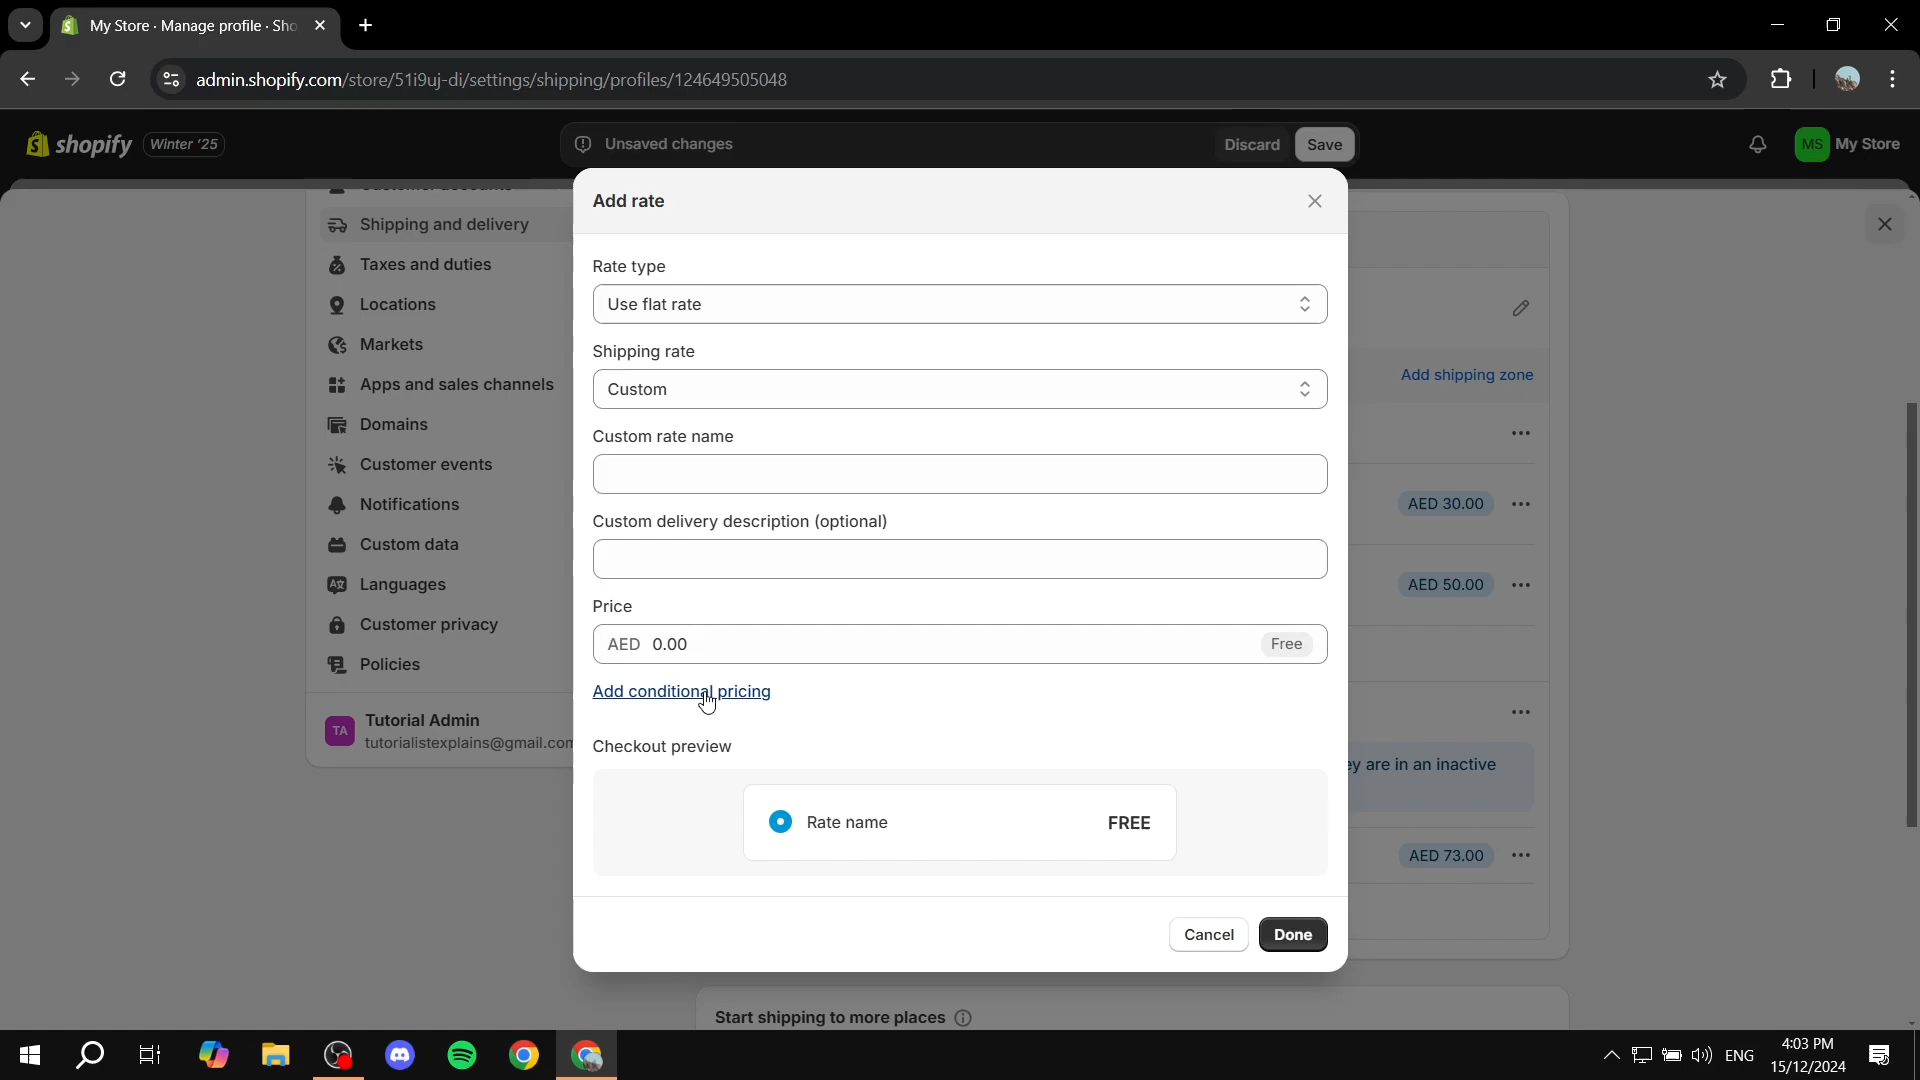 My Store · Manage profile · Sho
admin.shopify.com/store/51i9uj-di/settings/shipping/profiles/124649505048
shopify
Winter '25
Unsaved changes
Discard
Save
MS
My Store
Add rate
Shipping and delivery
Taxes and duties
Locations
Markets
Apps and sales channels
Domains
Customer events
Notifications
Custom data
Languages
Customer privacy
Policies
TA
Tutorial Admin
tutorialistexplains@gmail.com
Rate type
Use flat rate
Shipping rate
Custom
Custom rate name
Custom delivery description (optional)
Price
AED 0.00
Free
Add conditional pricing
Checkout preview
Rate name
FREE
Cancel
Done
Add shipping zone
AED 30.00
AED 50.00
are in an inactive
AED 73.00
Start shipping to more places
ENG
4:03 PM
15/12/2024